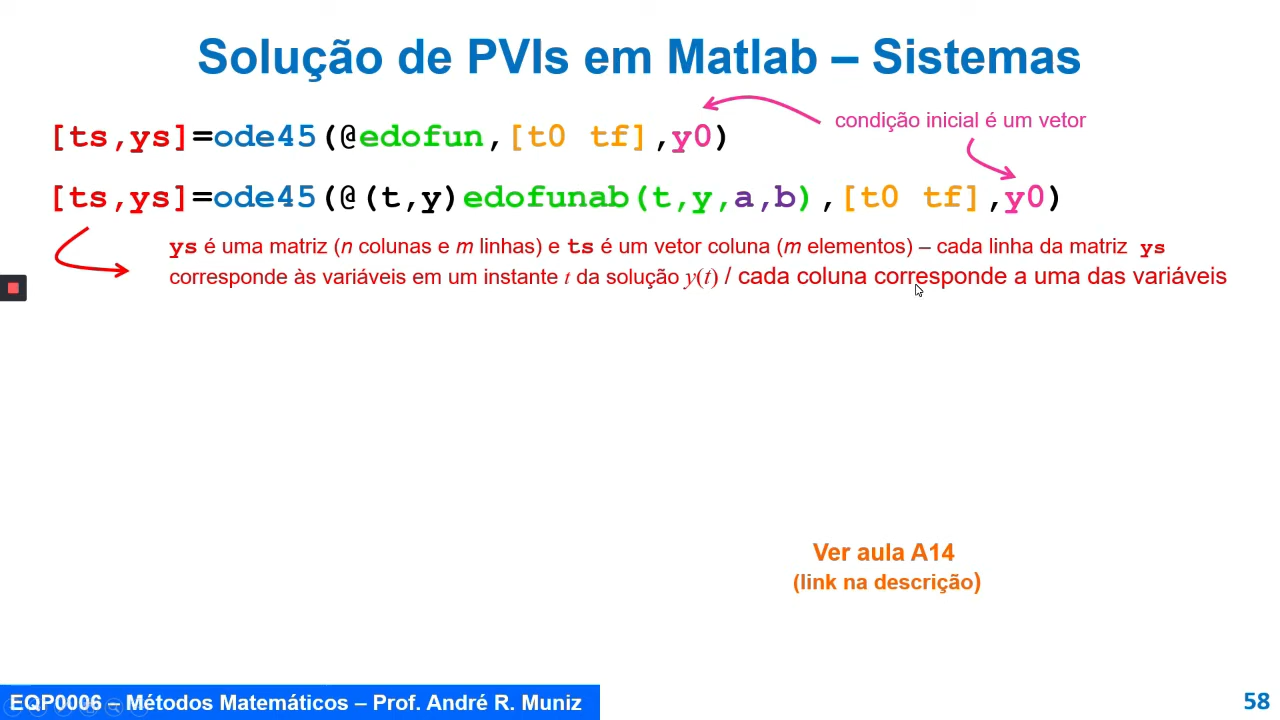 Solução de PVIs em Matlab – Sistemas
condição inicial é um vetor
[ts,ys]=ode45(@edofun,[t0 tf],y0)
[ts,ys]=ode45(@(t,y)edofunab(t,y,a,b),[t0 tf],y0)
ys é uma matriz (n colunas e m linhas) e ts é um vetor coluna (m elementos) – cada linha da matriz ys
corresponde às variáveis em um instante t da solução y(t) / cada coluna corresponde a uma das variáveis
Ver aula A14
(link na descrição)
EQP0006 – Métodos Matemáticos – Prof. André R. Muniz
58